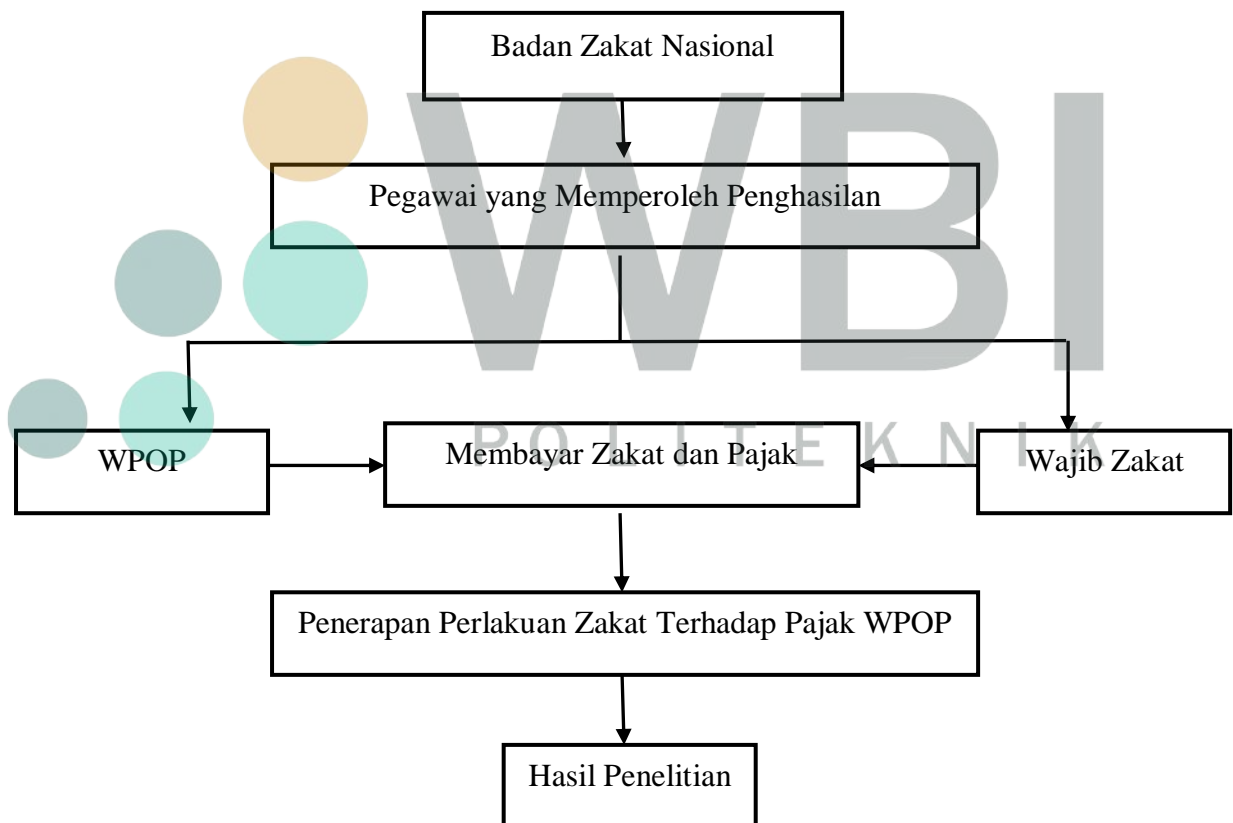 Badan Zakat Nasional
WBI
Pegawai yang Memperoleh Penghasilan
POLITEKNIK
WPOP
Membayar Zakat dan Pajak
Wajib Zakat
Penerapan Perlakuan Zakat Terhadap Pajak WPOP
Hasil Penelitian